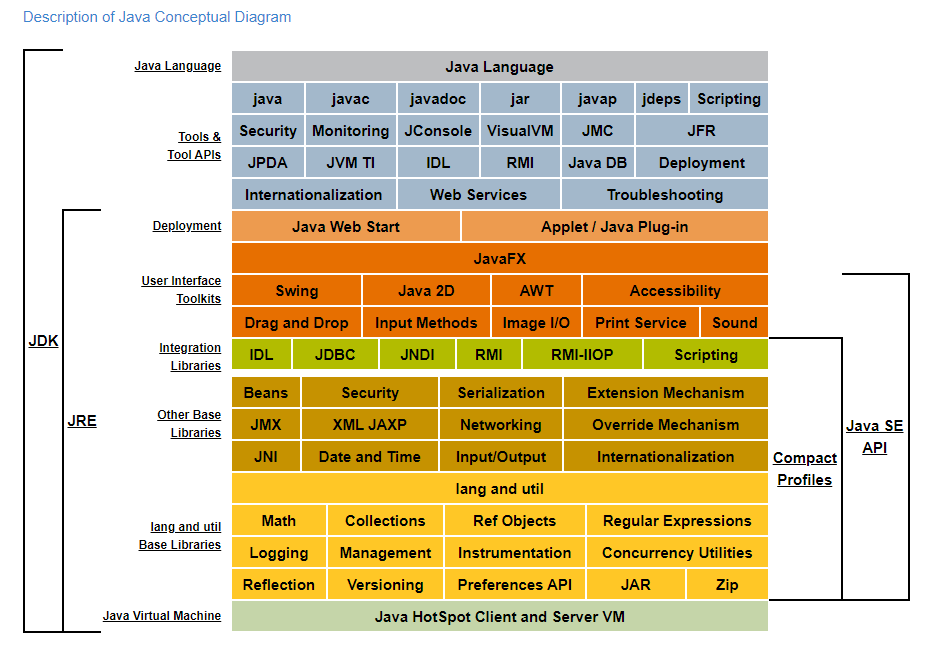 Description of Java Conceptual Diagram
Java Language
Java Language
java javac javadoc jar javap jdeps Scripting
Tools &
Tool APIs
Security Monitoring JConsole VisualVM JMC JFR
JPDA JVM TI IDL RMI Java DB Deployment
Internationalization Web Services Troubleshooting
Deployment
Java Web Start Applet / Java Plug-in
JavaFX
User Interface
Toolkits
Swing Java 2D AWT Accessibility
Drag and Drop Input Methods Image I/O Print Service Sound
Integration
Libraries
IDL JDBC JNDI RMI RMI-IIOP Scripting
JDK
JRE
Other Base
Libraries
Beans Security Serialization Extension Mechanism
JMX XML JAXP Networking Override Mechanism
JNI Date and Time Input/Output Internationalization
Java SE
API
Compact
Profiles
lang and util
lang and util
Base Libraries
Math Collections Ref Objects Regular Expressions
Logging Management Instrumentation Concurrency Utilities
Reflection Versioning Preferences API JAR Zip
Java Virtual Machine
Java HotSpot Client and Server VM